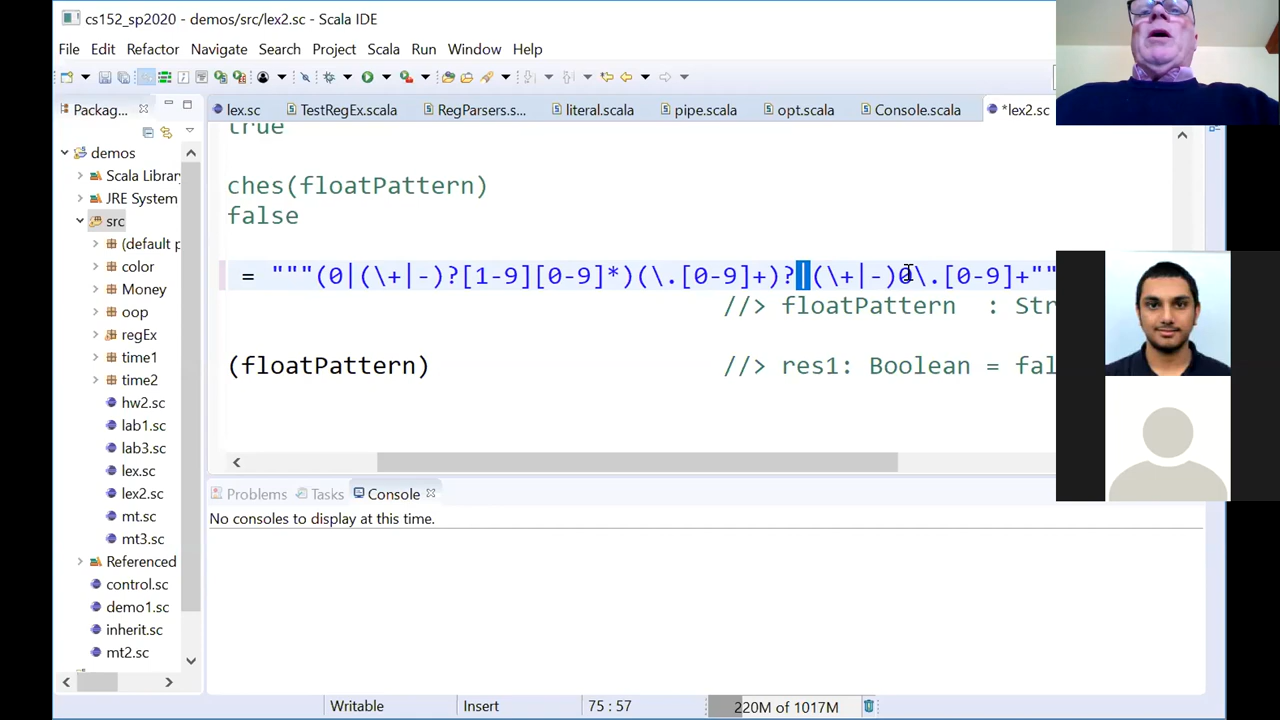 cs152_sp2020 - demos/src/lex2.sc - Scala IDE
File Edit Refactor Navigate Search Project Scala Run Window Help
Packag...
lex.sc TestRegEx.scala RegParsers.s... literal.scala pipe.scala opt.scala Console.scala *lex2.sc
demos
Scala Library
JRE System
src
(default p
color
Money
oop
regEx
time1
time2
hw2.sc
lab1.sc
lab3.sc
lex.sc
lex2.sc
mt.sc
mt3.sc
Referenced
control.sc
demo1.sc
inherit.sc
mt2.sc
true
ches(floatPattern)
false
= """(0|(\+|-)?[1-9][0-9]*)(\.[0-9]+)?|(\+|-)0\.[0-9]+""
//> floatPattern : Str
(floatPattern) //> res1: Boolean = fal
Problems Tasks Console
No consoles to display at this time.
Writable Insert 75 : 57 220M of 1017M